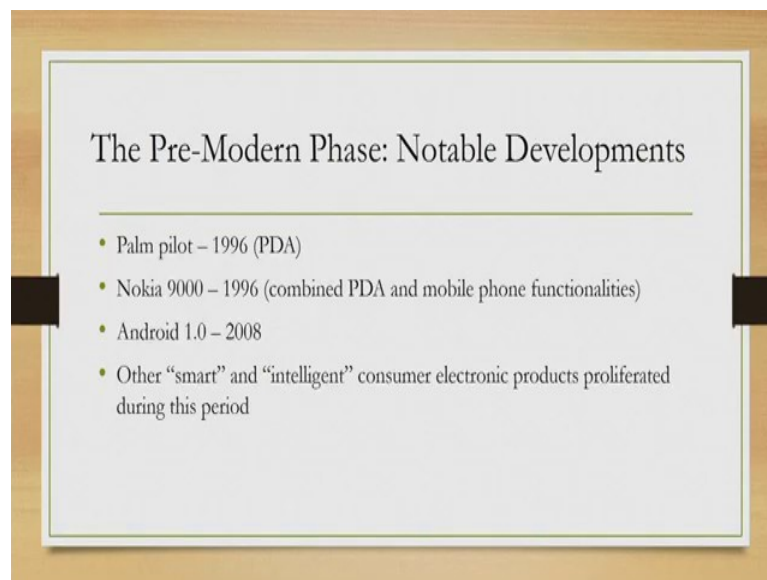 The Pre-Modern Phase: Notable Developments
• Palm pilot – 1996 (PDA)
• Nokia 9000 – 1996 (combined PDA and mobile phone functionalities)
• Android 1.0 – 2008
• Other “smart” and “intelligent” consumer electronic products proliferated
during this period